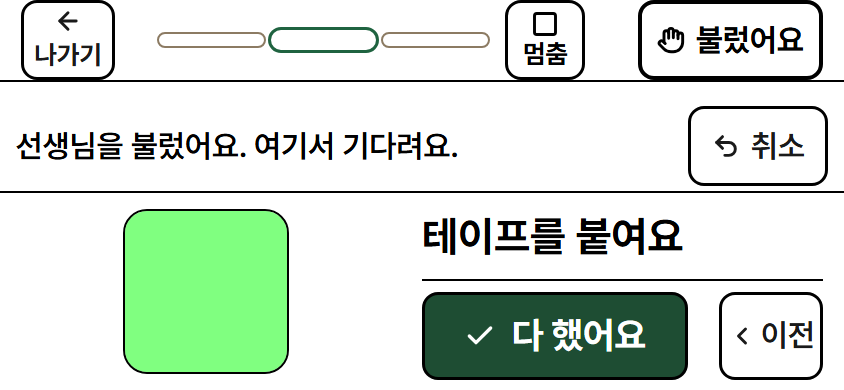 나가기
멈춤
불렀어요
선생님을 불렀어요. 여기서 기다려요.
취소
테이프를 붙여요
다 했어요
이전